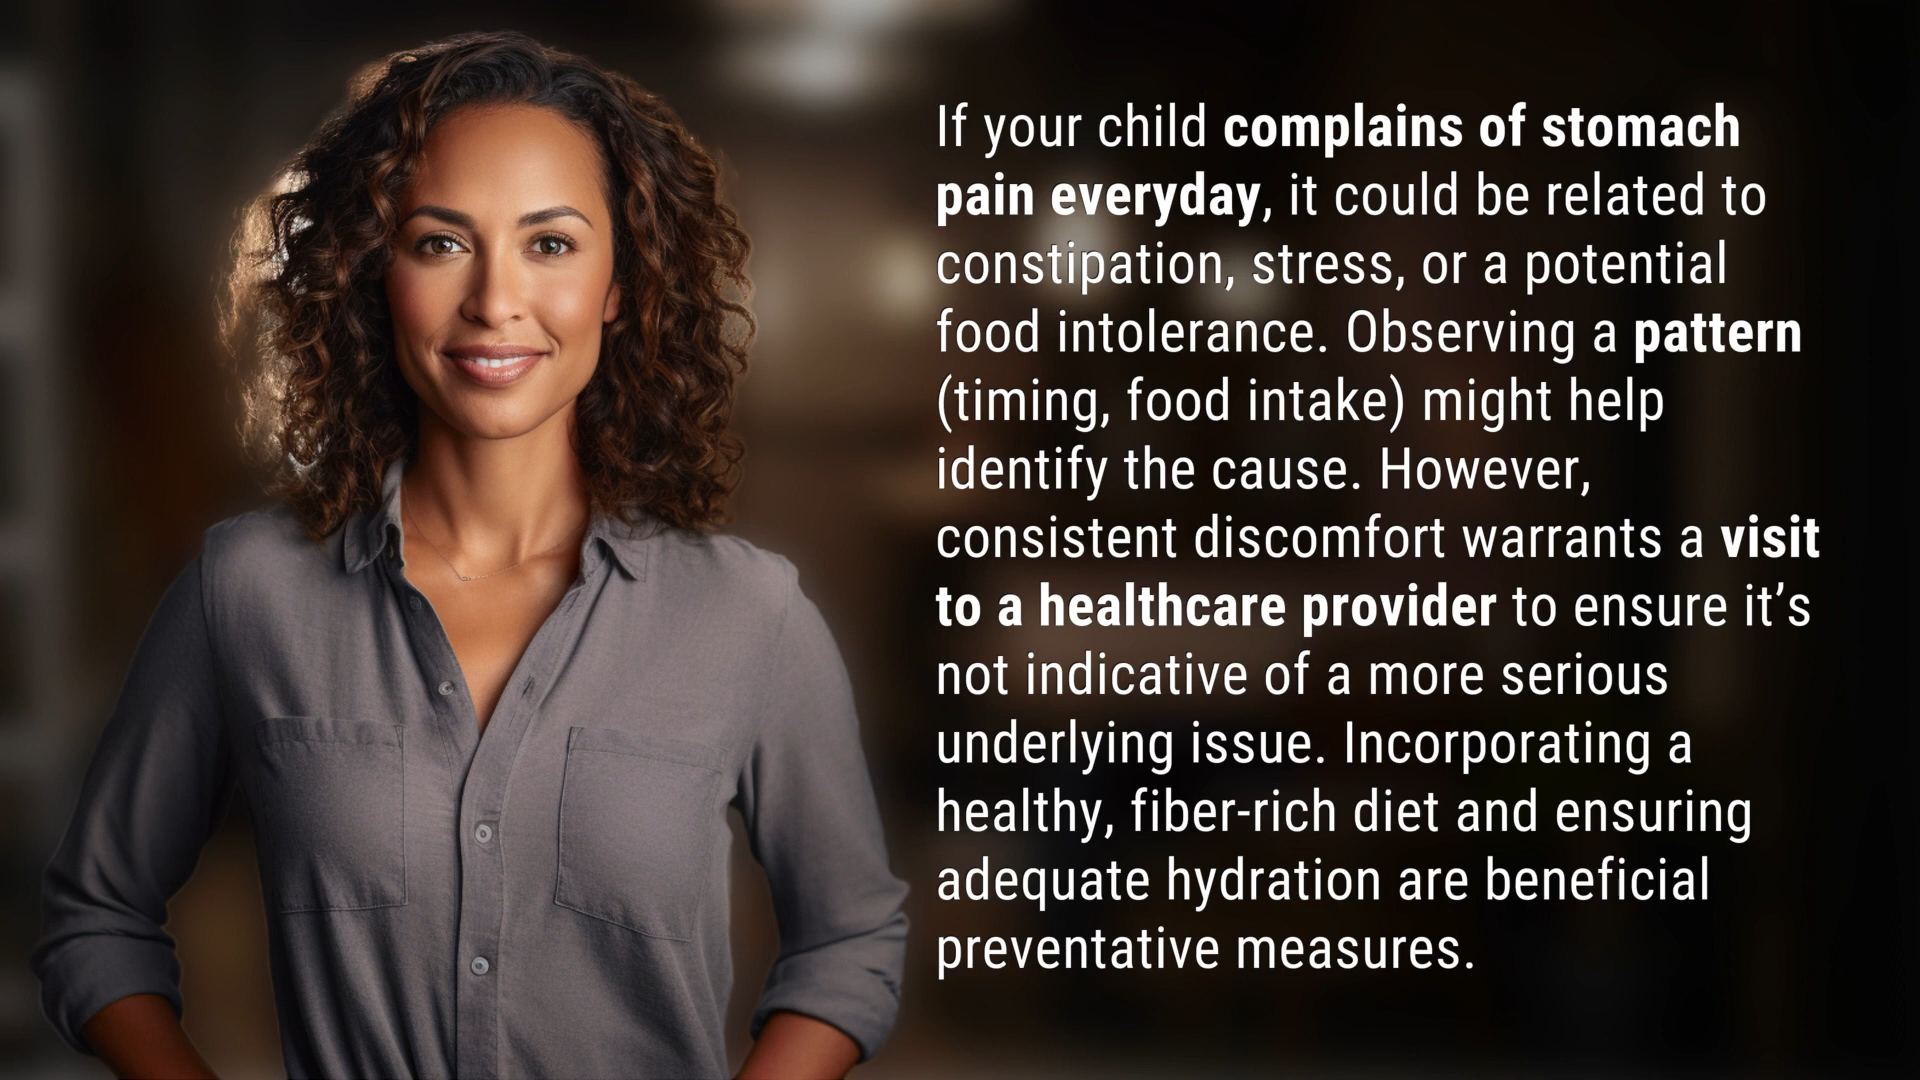 If your child complains of stomach
pain everyday, it could be related to
constipation, stress, or a potential
food intolerance. Observing a pattern
(timing, food intake) might help
identify the cause. However,
consistent discomfort warrants a visit
to a healthcare provider to ensure it’s
not indicative of a more serious
underlying issue. Incorporating a
healthy, fiber-rich diet and ensuring
adequate hydration are beneficial
preventative measures.